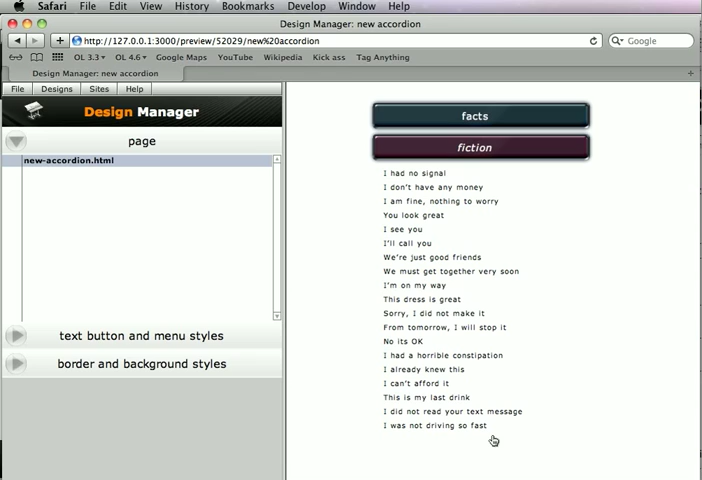 Safari File Edit View History Bookmarks Develop Window Help
Design Manager: new accordion
http://127.0.0.1:3000/preview/52029/new%20accordion
Google
OL 3.3 OL 4.6 Google Maps YouTube Wikipedia Kick ass Tag Anything
Design Manager: new accordion
File Designs Sites Help
Design Manager
page
new-accordion.html
text button and menu styles
border and background styles
facts
fiction
I had no signal
I don't have any money
I am fine, nothing to worry
You look great
I see you
I'll call you
We're just good friends
We must get together very soon
I'm on my way
This dress is great
Sorry, I did not make it
From tomorrow, I will stop it
No its OK
I had a horrible constipation
I already knew this
I can't afford it
This is my last drink
I did not read your text message
I was not driving so fast